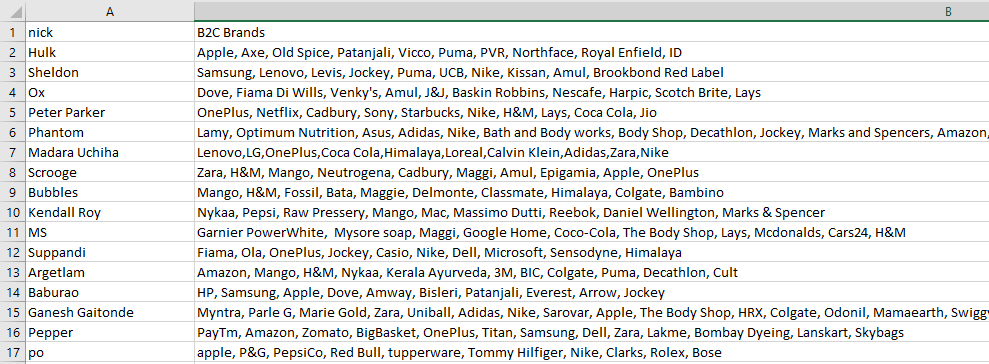 A B
1 nick B2C Brands
2 Hulk Apple, Axe, Old Spice, Patanjali, Vicco, Puma, PVR, Northface, Royal Enfield, ID
3 Sheldon Samsung, Lenovo, Levis, Jockey, Puma, UCB, Nike, Kissan, Amul, Brookbond Red Label
4 Ox Dove, Fiama Di Wills, Venky's, Amul, J&J, Baskin Robbins, Nescafe, Harpic, Scotch Brite, Lays
5 Peter Parker OnePlus, Netflix, Cadbury, Sony, Starbucks, Nike, H&M, Lays, Coca Cola, Jio
6 Phantom Lamy, Optimum Nutrition, Asus, Adidas, Nike, Bath and Body works, Body Shop, Decathlon, Jockey, Marks and Spencers, Amazon,
7 Madara Uchiha Lenovo,LG,OnePlus,Coca Cola,Himalaya,Loreal,Calvin Klein,Adidas,Zara,Nike
8 Scrooge Zara, H&M, Mango, Neutrogena, Cadbury, Maggi, Amul, Epigamia, Apple, OnePlus
9 Bubbles Mango, H&M, Fossil, Bata, Maggie, Delmonte, Classmate, Himalaya, Colgate, Bambino
10 Kendall Roy Nykaa, Pepsi, Raw Pressery, Mango, Mac, Massimo Dutti, Reebok, Daniel Wellington, Marks & Spencer
11 MS Garnier PowerWhite, Mysore soap, Maggi, Google Home, Coco-Cola, The Body Shop, Lays, Mcdonalds, Cars24, H&M
12 Suppandi Fiama, Ola, OnePlus, Jockey, Casio, Nike, Dell, Microsoft, Sensodyne, Himalaya
13 Argetlam Amazon, Mango, H&M, Nykaa, Kerala Ayurveda, 3M, BIC, Colgate, Puma, Decathlon, Cult
14 Baburao HP, Samsung, Apple, Dove, Amway, Bisleri, Patanjali, Everest, Arrow, Jockey
15 Ganesh Gaitonde Myntra, Parle G, Marie Gold, Zara, Uniball, Adidas, Nike, Sarovar, Apple, The Body Shop, HRX, Colgate, Odonil, Mamaearth, Swiggy
16 Pepper PayTm, Amazon, Zomato, BigBasket, OnePlus, Titan, Samsung, Dell, Zara, Lakme, Bombay Dyeing, Lanskart, Skybags
17 po apple, P&G, PepsiCo, Red Bull, tupperware, Tommy Hilfiger, Nike, Clarks, Rolex, Bose